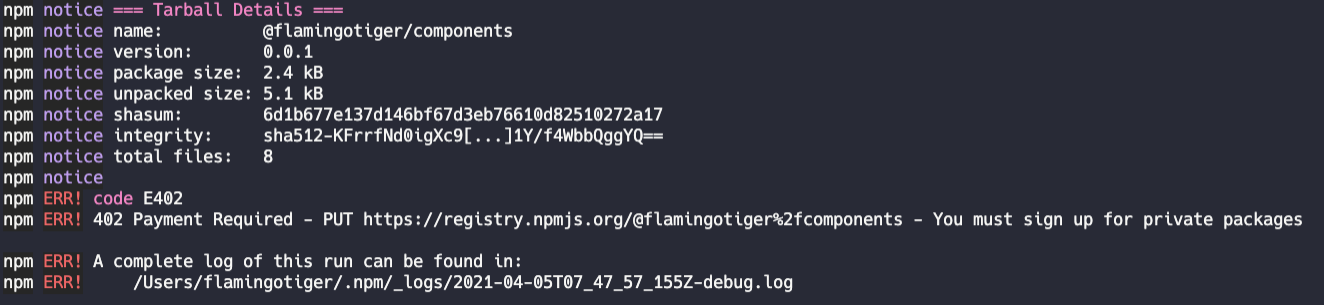 npm notice === Tarball Details ===
npm notice name:          @flamingotiger/components
npm notice version:       0.0.1
npm notice package size:  2.4 kB
npm notice unpacked size: 5.1 kB
npm notice shasum:        6d1b677e137d146bf67d3eb76610d82510272a17
npm notice integrity:     sha512-KFrrfNd0igXc9[...]1Y/f4WbbQggYQ==
npm notice total files:   8
npm notice
npm ERR! code E402
npm ERR! 402 Payment Required - PUT https://registry.npmjs.org/@flamingotiger%2fcomponents - You must sign up for private packages
npm ERR! A complete log of this run can be found in:
npm ERR!     /Users/flamingotiger/.npm/_logs/2021-04-05T07_47_57_155Z-debug.log